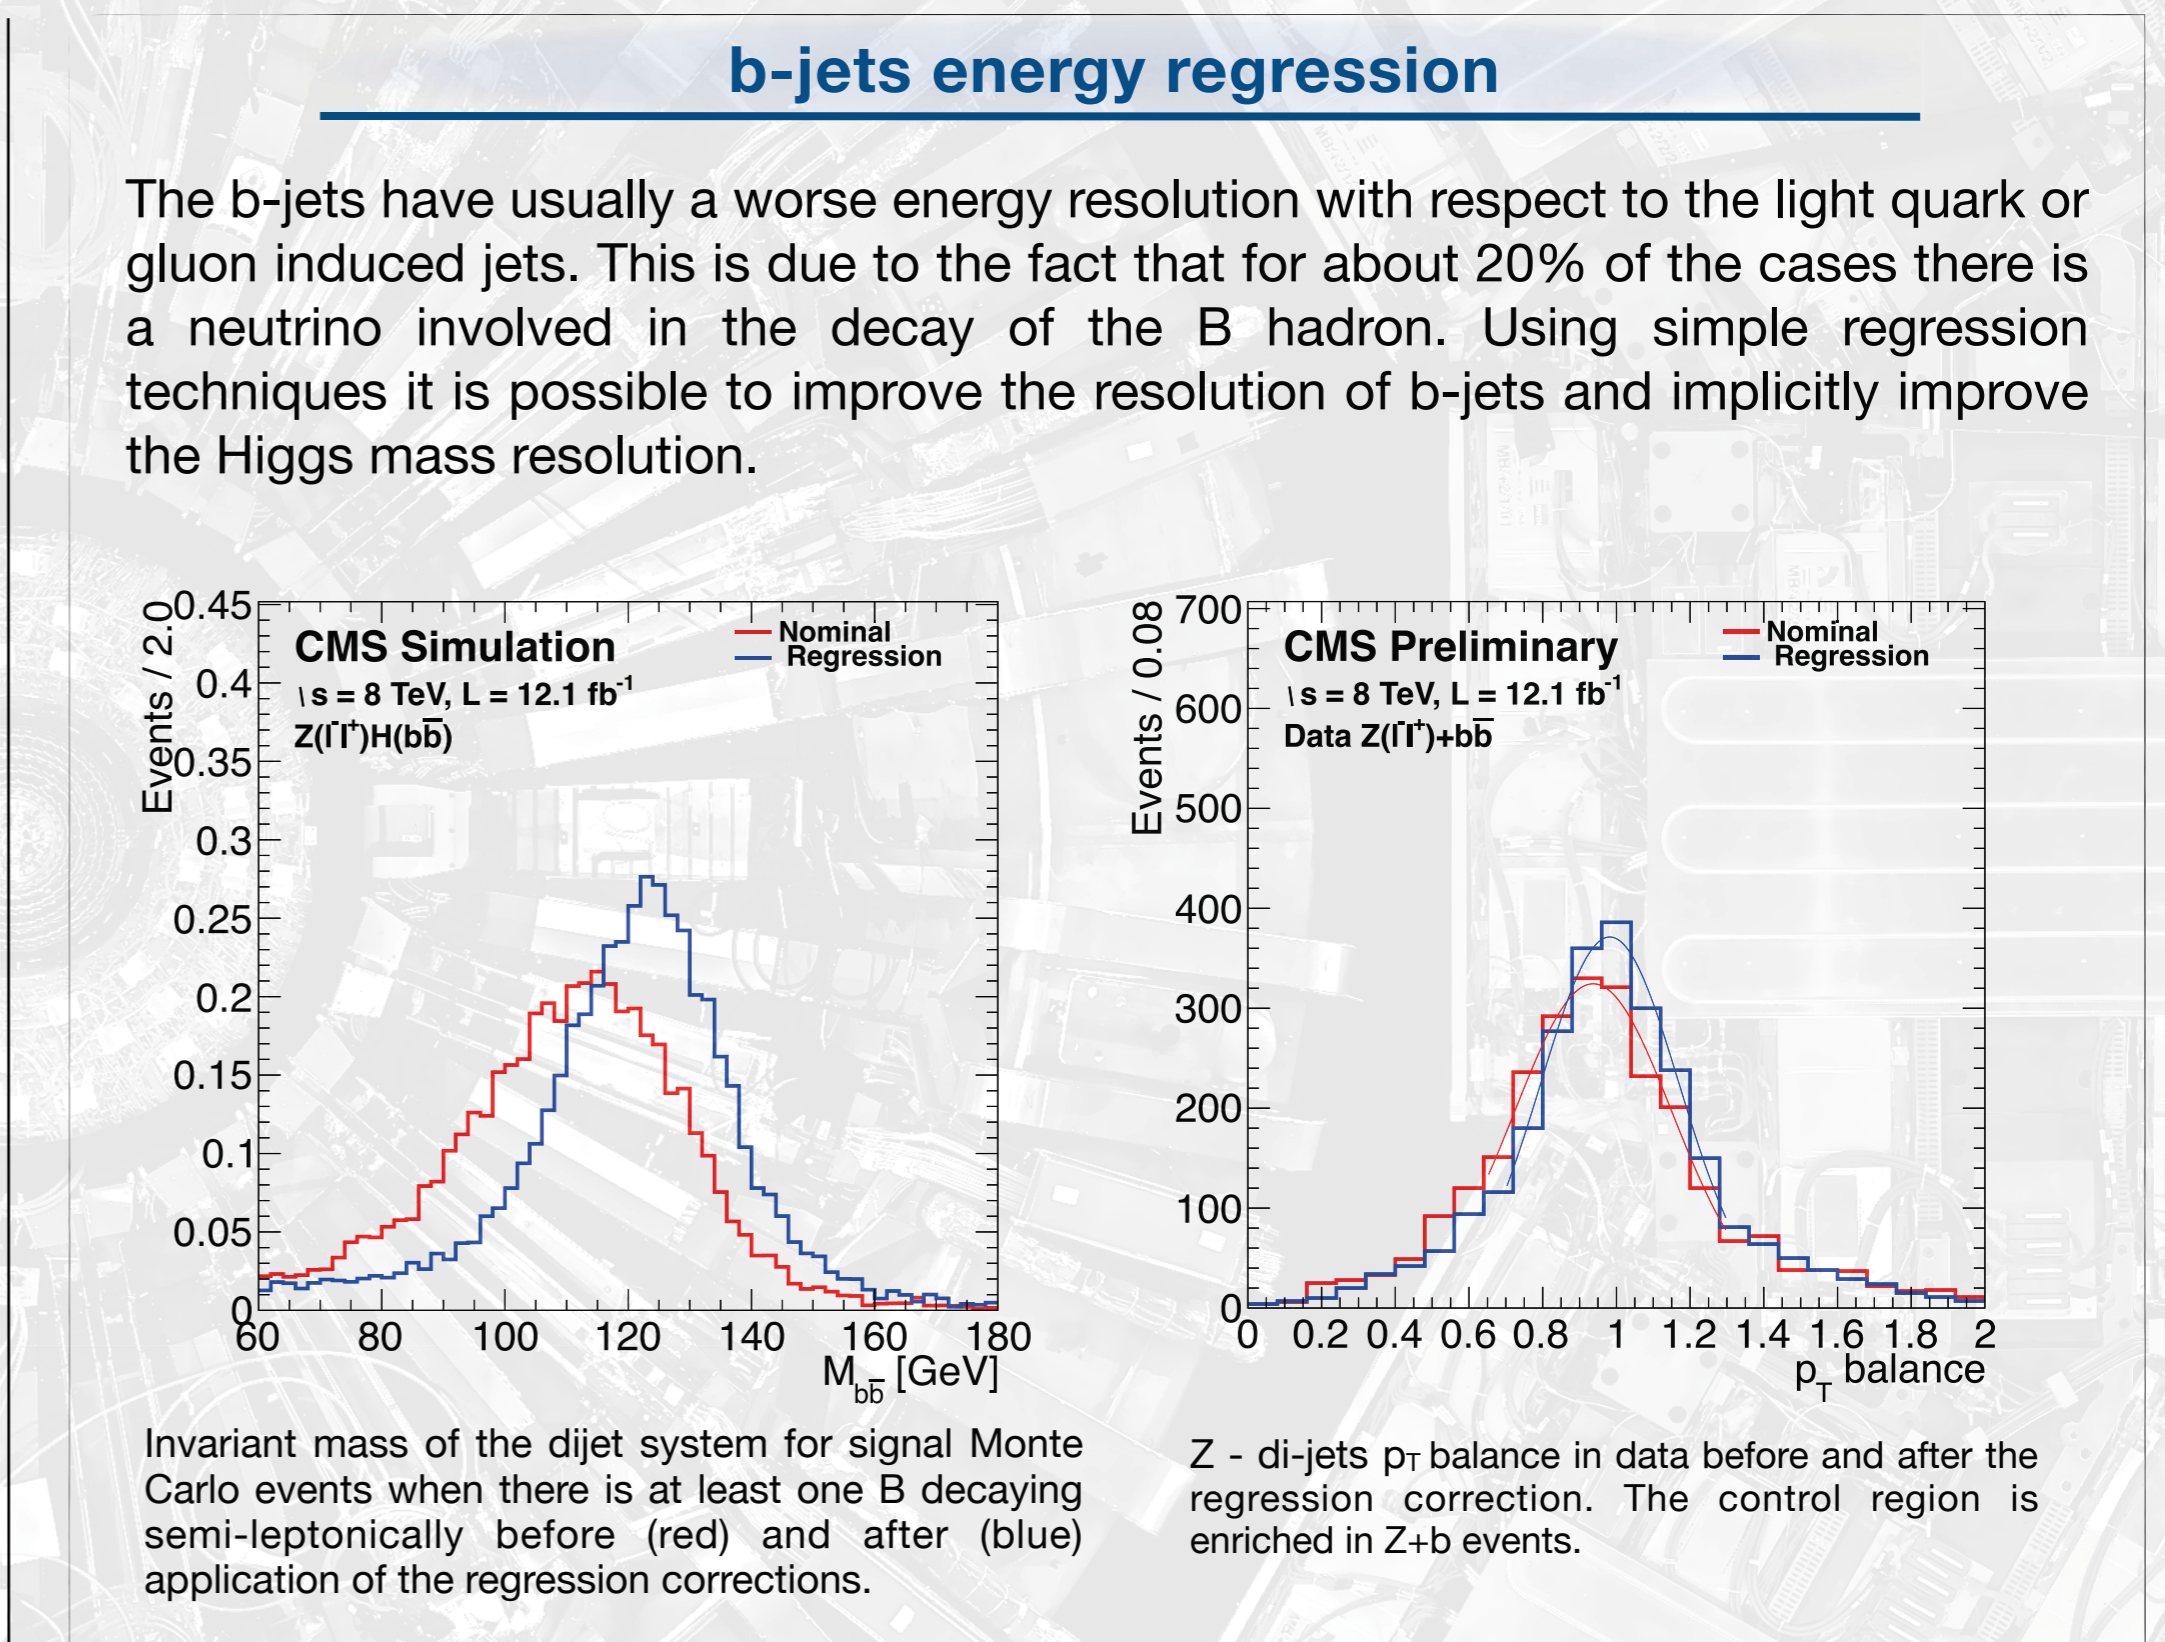 b-jets energy regression
The b-jets have usually a worse energy resolution with respect to the light quark or
gluon induced jets. This is due to the fact that for about 20% of the cases there is
a neutrino involved in the decay of the B hadron. Using simple regression
techniques it is possible to improve the resolution of b-jets and implicitly improve
the Higgs mass resolution.
Events / 2.0
0.45
0.4
0.35
0.3
0.25
0.2
0.15
0.1
0.05
0
CMS Simulation
\ s = 8 TeV, L = 12.1 fb⁻¹
Z(l⁻l⁺)H(bb̅)
Nominal
Regression
60 80 100 120 140 160 180
M_bb̅ [GeV]
Invariant mass of the dijet system for signal Monte
Carlo events when there is at least one B decaying
semi-leptonically before (red) and after (blue)
application of the regression corrections.
Events / 0.08
700
600
500
400
300
200
100
0
CMS Preliminary
\ s = 8 TeV, L = 12.1 fb⁻¹
Data Z(l⁻l⁺)+bb̅
Nominal
Regression
0 0.2 0.4 0.6 0.8 1 1.2 1.4 1.6 1.8 2
p_T balance
Z - di-jets p_T balance in data before and after the
regression correction. The control region is
enriched in Z+b events.